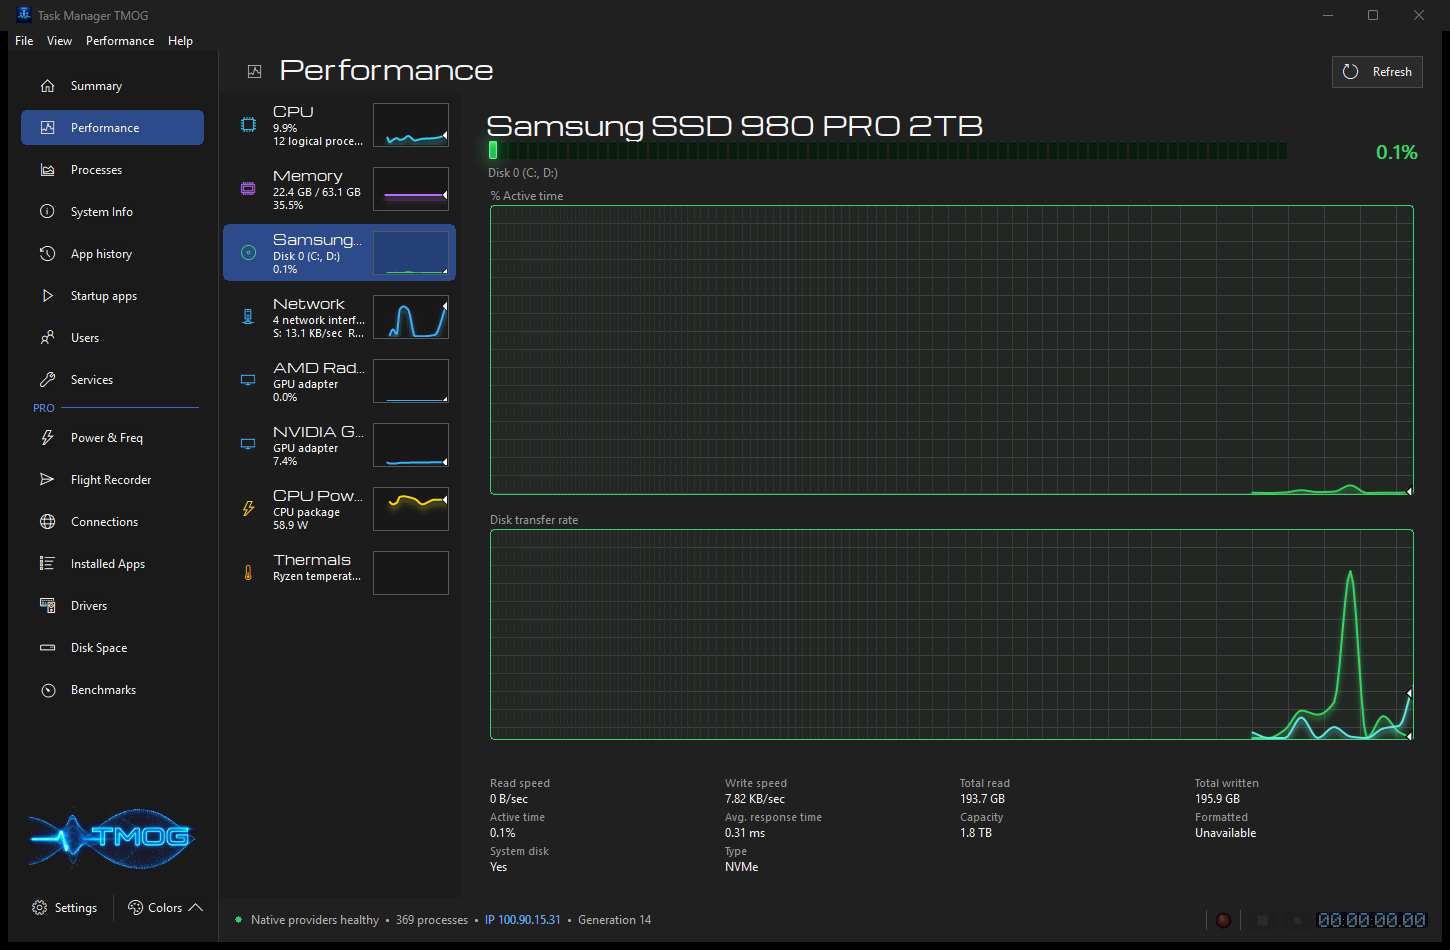 Task Manager TMOG
File View Performance Help
Summary
Performance
Processes
System Info
App history
Startup apps
Users
Services
PRO
Power & Freq
Flight Recorder
Connections
Installed Apps
Drivers
Disk Space
Benchmarks
TMOG
Settings
Colors
Performance
Refresh
CPU
9.9%
12 logical proce...
Memory
22.4 GB / 63.1 GB
35.5%
Samsung...
Disk 0 (C:, D:)
0.1%
Network
4 network interf...
S: 13.1 KB/sec R...
AMD Rad...
GPU adapter
0.0%
NVIDIA G...
GPU adapter
7.4%
CPU Pow...
CPU package
58.9 W
Thermals
Ryzen temperat...
Samsung SSD 980 PRO 2TB
0.1%
Disk 0 (C:, D:)
% Active time
Disk transfer rate
Read speed
0 B/sec
Write speed
7.82 KB/sec
Total read
193.7 GB
Total written
195.9 GB
Active time
0.1%
Avg. response time
0.31 ms
Capacity
1.8 TB
Formatted
Unavailable
System disk
Yes
Type
NVMe
Native providers healthy • 369 processes • IP 100.90.15.31 • Generation 14
00:00:00.00